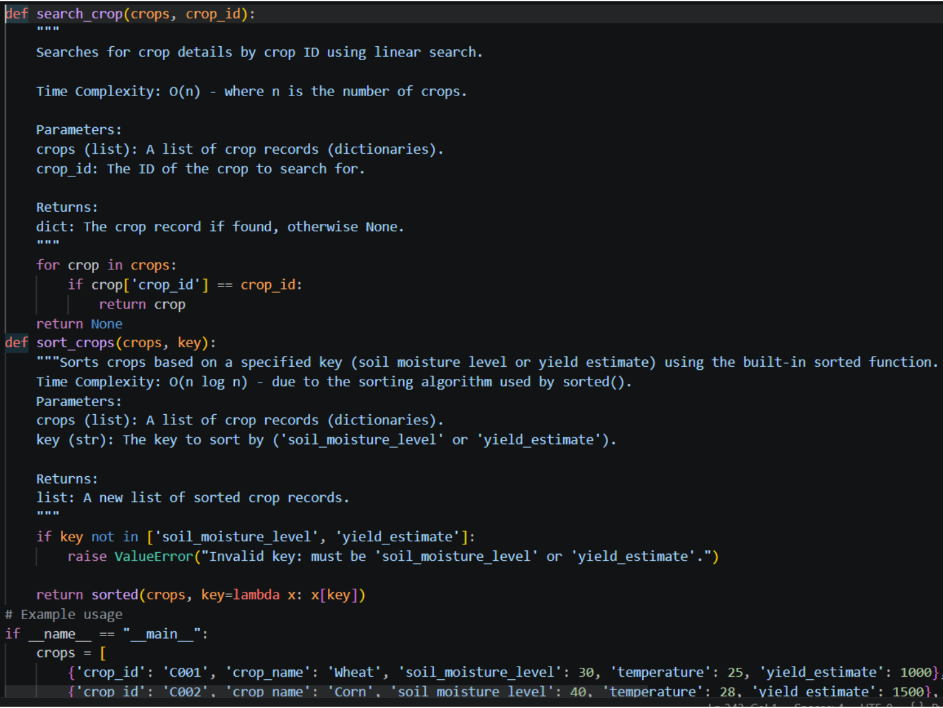 def search_crop(crops, crop_id):
    """
    Searches for crop details by crop ID using linear search.

    Time Complexity: O(n) - where n is the number of crops.

    Parameters:
    crops (list): A list of crop records (dictionaries).
    crop_id: The ID of the crop to search for.

    Returns:
    dict: The crop record if found, otherwise None.
    """
    for crop in crops:
        if crop['crop_id'] == crop_id:
            return crop
    return None
def sort_crops(crops, key):
    """Sorts crops based on a specified key (soil moisture level or yield estimate) using the built-in sorted function.
    Time Complexity: O(n log n) - due to the sorting algorithm used by sorted().
    Parameters:
    crops (list): A list of crop records (dictionaries).
    key (str): The key to sort by ('soil_moisture_level' or 'yield_estimate').

    Returns:
    list: A new list of sorted crop records.
    """
    if key not in ['soil_moisture_level', 'yield_estimate']:
        raise ValueError("Invalid key: must be 'soil_moisture_level' or 'yield_estimate'.")

    return sorted(crops, key=lambda x: x[key])
# Example usage
if __name__ == "__main__":
    crops = [
        {'crop_id': 'C001', 'crop_name': 'Wheat', 'soil_moisture_level': 30, 'temperature': 25, 'yield_estimate': 1000},
        {'crop_id': 'C002', 'crop_name': 'Corn', 'soil_moisture_level': 40, 'temperature': 28, 'yield_estimate': 1500},